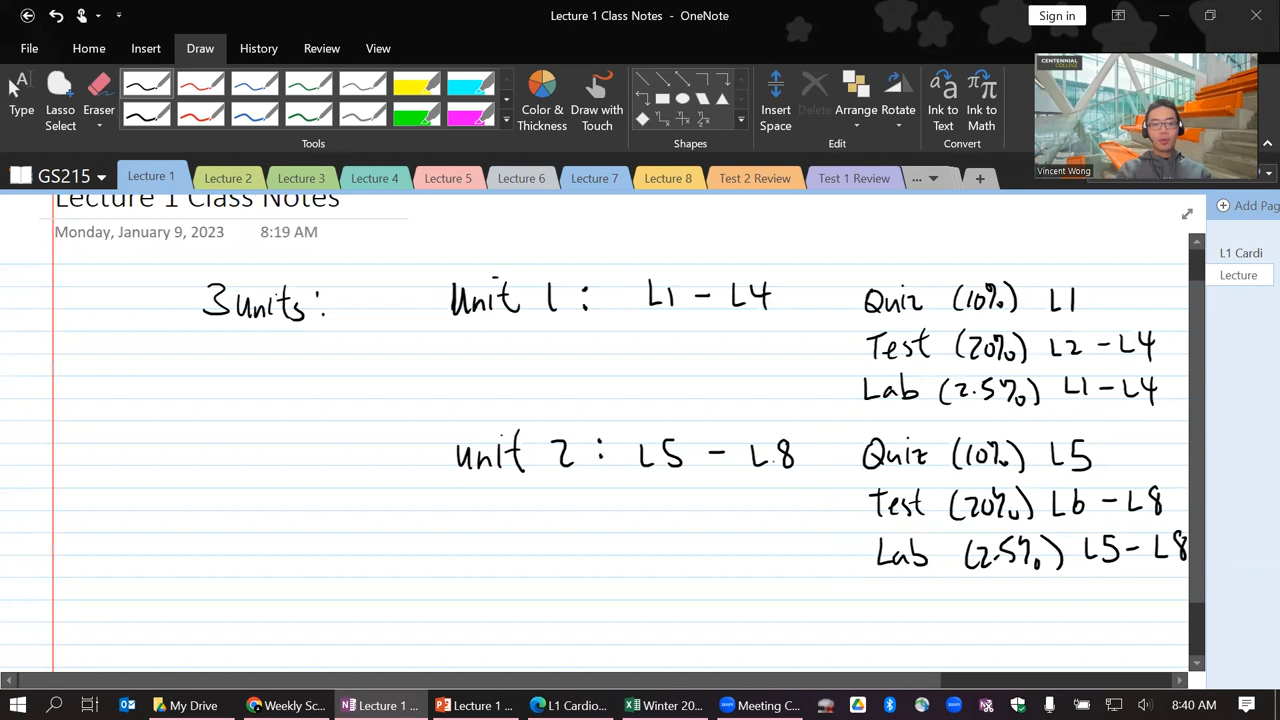 Lecture 1 Class Notes - OneNote
Sign in
File Home Insert Draw History Review View
Type
Lasso Select
Eraser
Color & Thickness
Draw with Touch
Insert Space
Delete
Arrange
Rotate
Ink to Text
Ink to Math
Tools
Shapes
Edit
Convert
CENTENNIAL COLLEGE
Vincent Wong
GS215
Lecture 1
Lecture 2
Lecture 3
Lecture 4
Lecture 5
Lecture 6
Lecture 7
Lecture 8
Test 2 Review
Test 1 Review
Add Pag
Lecture 1 Class Notes
Monday, January 9, 2023 8:19 AM
L1 Cardi
Lecture
3 units: Unit 1 : L1 - L4 Quiz (10%) L1
Test (20%) L2 - L4
Lab (2.5%) L1 - L4
Unit 2 : L5 - L8 Quiz (10%) L5
Test (20%) L6 - L8
Lab (2.5%) L5 - L8
My Drive
Weekly Sc...
Lecture 1 ...
Lecture 1 ...
Cardio...
Winter 20...
Meeting C...
8:40 AM